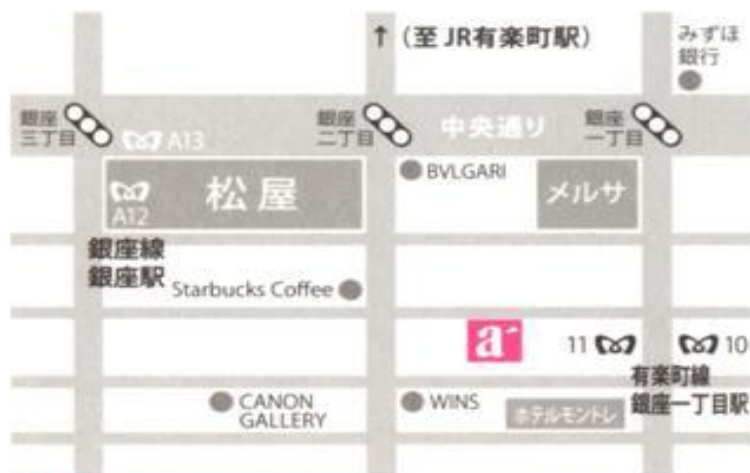 ↑ (至 JR有楽町駅)
みずほ
銀行
銀座
三丁目
銀座
二丁目
中央通り
銀座
一丁目
A13
A12
松屋
BVLGARI
メルサ
銀座線
銀座駅
Starbucks Coffee
a
11
10
有楽町線
銀座一丁目駅
CANON
GALLERY
WINS
ホテルモントレ